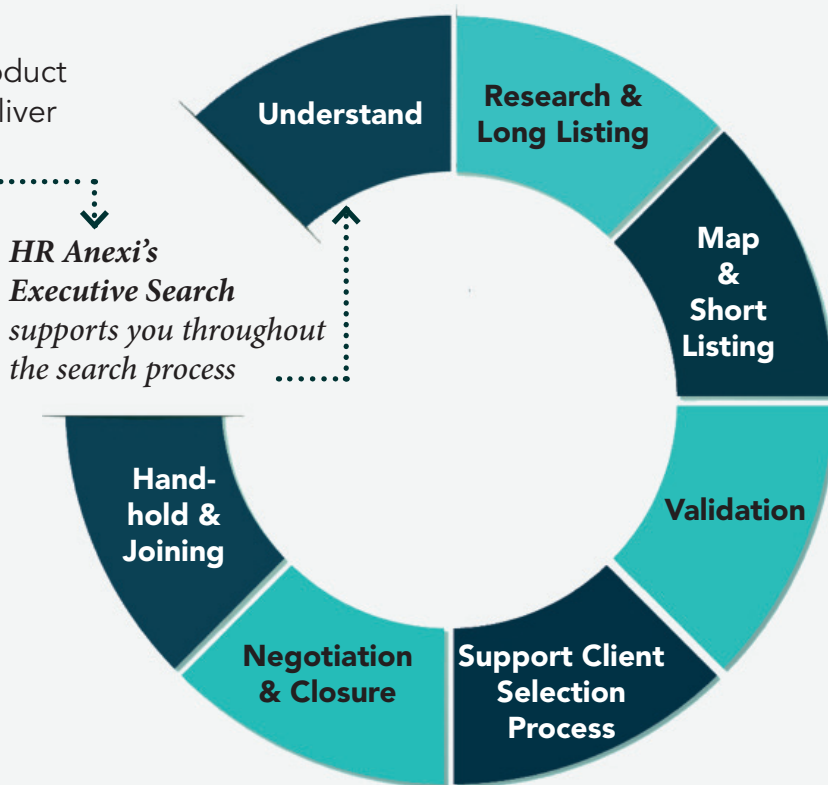 oduct
liver
HR Anexi's
Executive Search
supports you throughout
the search process
Understand
Research &
Long Listing
Map
&
Short
Listing
Validation
Support Client
Selection
Process
Negotiation
& Closure
Hand-
hold &
Joining